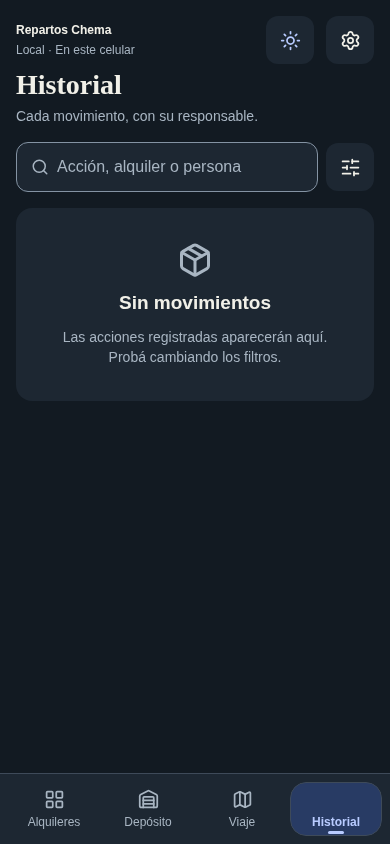 Repartos Chema
Local · En este celular
Historial
Cada movimiento, con su responsable.
Acción, alquiler o persona
Sin movimientos
Las acciones registradas aparecerán aquí.
Probá cambiando los filtros.
Alquileres
Depósito
Viaje
Historial